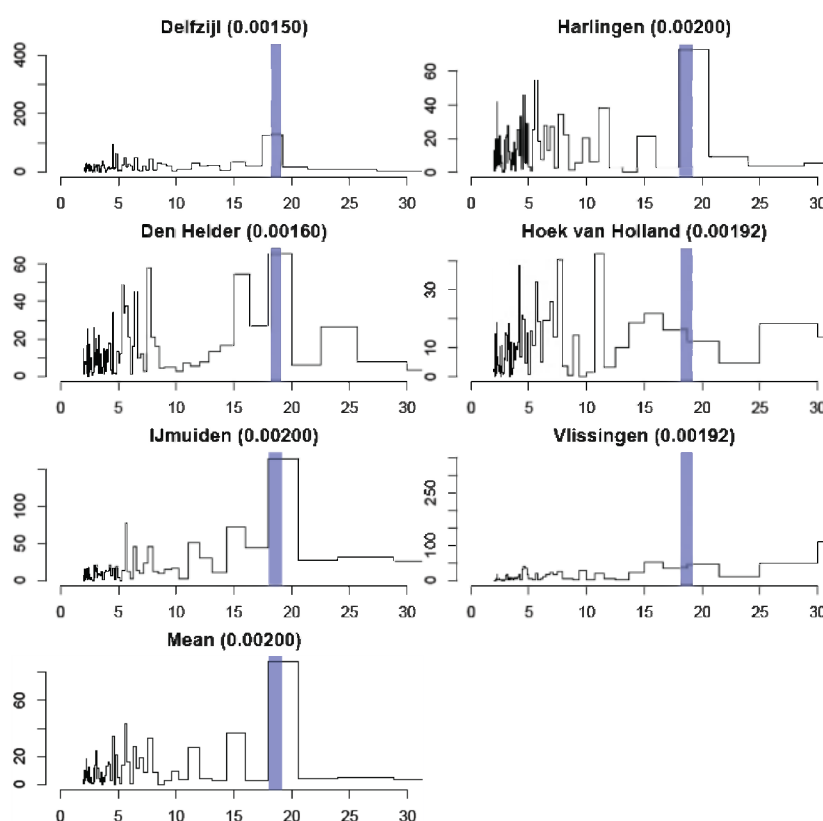 Delfzijl (0.00150)
400
200
0
0 5 10 15 20 25 30
Harlingen (0.00200)
60
40
20
0
0 5 10 15 20 25 30
Den Helder (0.00160)
60
40
20
0
0 5 10 15 20 25 30
Hoek van Holland (0.00192)
30
10
0
0 5 10 15 20 25 30
IJmuiden (0.00200)
100
50
0
0 5 10 15 20 25 30
Vlissingen (0.00192)
250
100
0
0 5 10 15 20 25 30
Mean (0.00200)
60
20
0
0 5 10 15 20 25 30